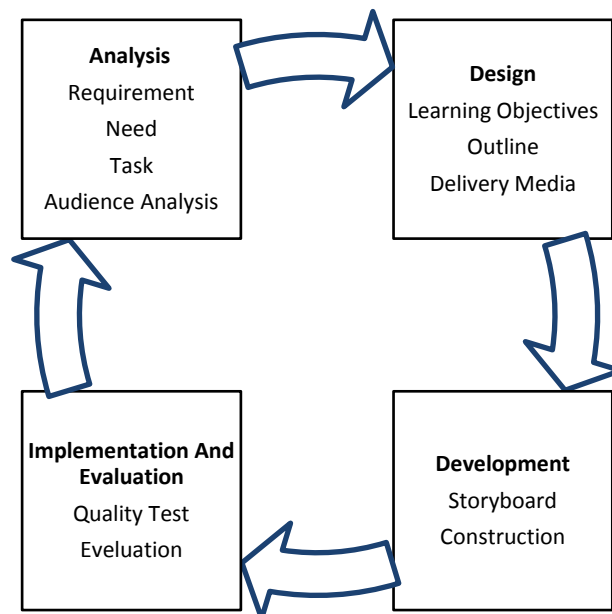 Analysis
Requirement
Need
Task
Audience Analysis
Design
Learning Objectives
Outline
Delivery Media
Implementation And
Evaluation
Quality Test
Eveluation
Development
Storyboard
Construction